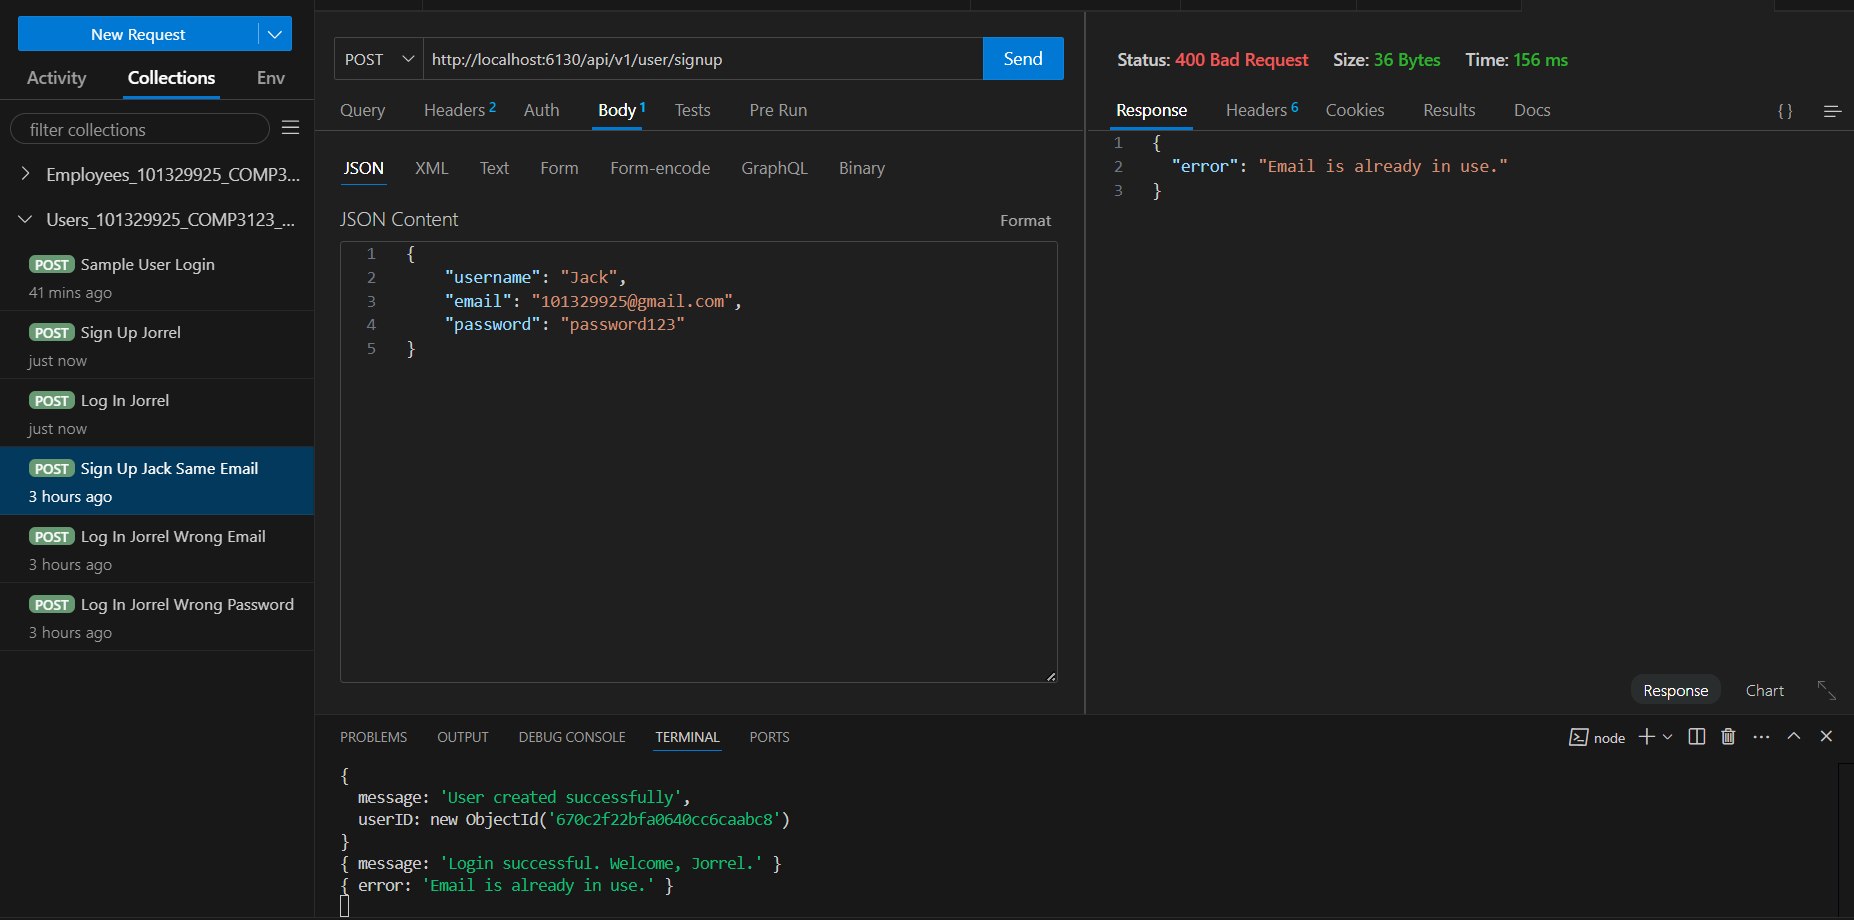 New Request
Activity Collections Env
filter collections
Employees_101329925_COMP3...
Users_101329925_COMP3123_...
POST Sample User Login
41 mins ago
POST Sign Up Jorrel
just now
POST Log In Jorrel
just now
POST Sign Up Jack Same Email
3 hours ago
POST Log In Jorrel Wrong Email
3 hours ago
POST Log In Jorrel Wrong Password
3 hours ago
POST http://localhost:6130/api/v1/user/signup Send
Query Headers 2 Auth Body 1 Tests Pre Run
JSON XML Text Form Form-encode GraphQL Binary
JSON Content Format
1 {
2 "username": "Jack",
3 "email": "101329925@gmail.com",
4 "password": "password123"
5 }
Status: 400 Bad Request Size: 36 Bytes Time: 156 ms
Response Headers 6 Cookies Results Docs { }
1 {
2 "error": "Email is already in use."
3 }
Response Chart
PROBLEMS OUTPUT DEBUG CONSOLE TERMINAL PORTS
node
{
message: 'User created successfully',
userID: new ObjectId('670c2f22bfa0640cc6caabc8')
}
{ message: 'Login successful. Welcome, Jorrel.' }
{ error: 'Email is already in use.' }